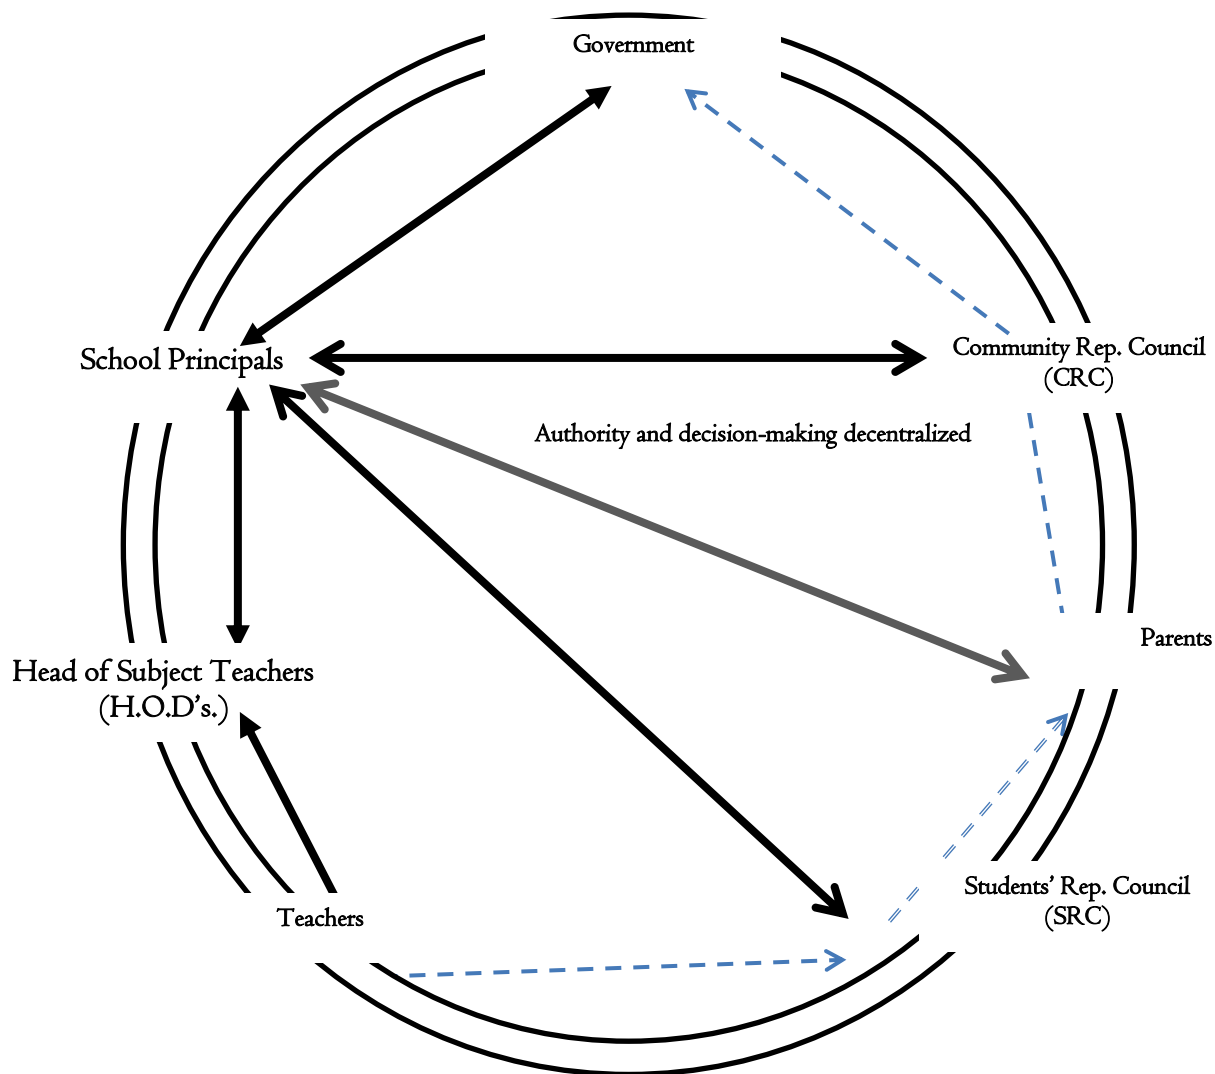 Government
School Principals
Community Rep. Council
(CRC)
Authority and decision-making decentralized
Parents
Head of Subject Teachers
(H.O.D's.)
Students' Rep. Council
(SRC)
Teachers